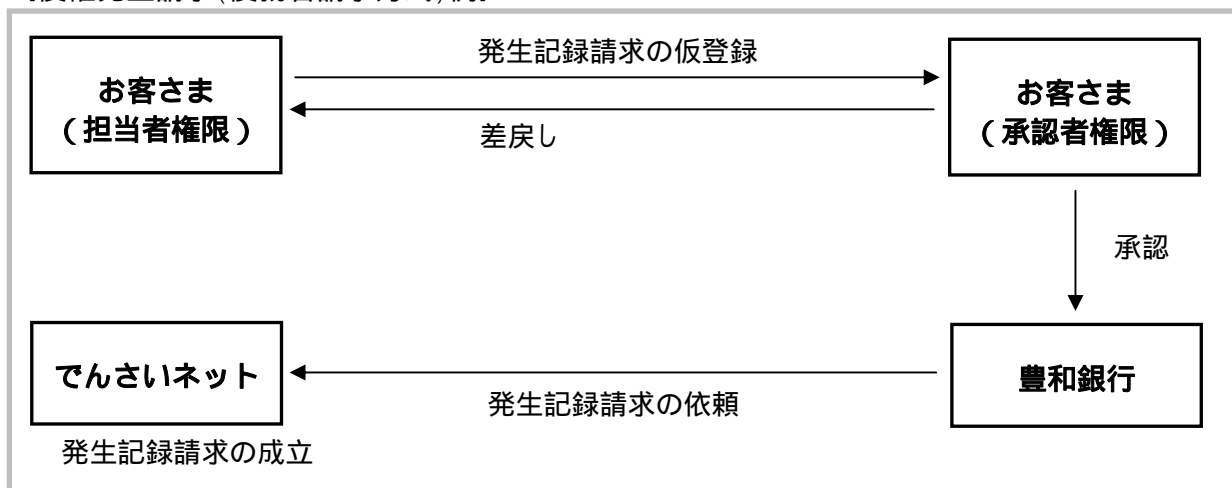 発生記録請求の仮登録
お客さま
（担当者権限）
お客さま
（承認者権限）
差戻し
承認
でんさいネット
豊和銀行
発生記録請求の依頼
発生記録請求の成立